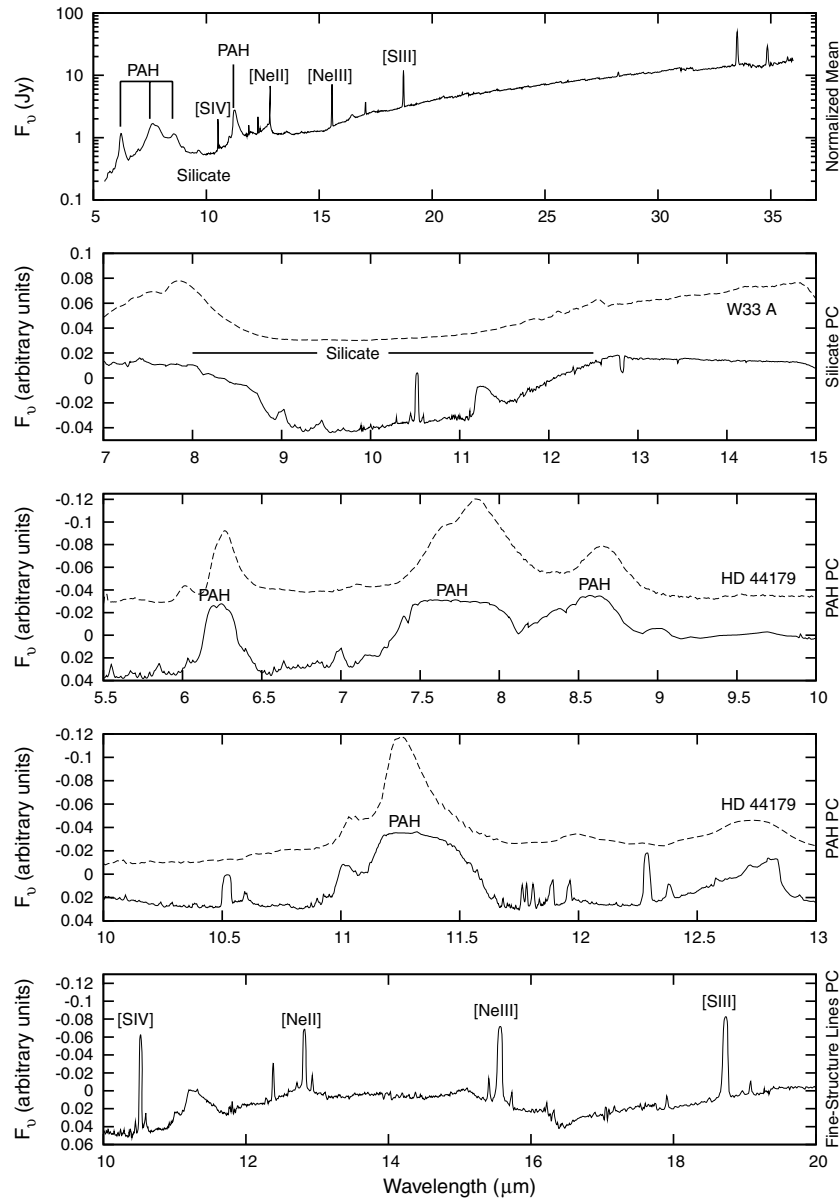 100
10
1
0.1
F_υ (Jy)
PAH
[SIV]
Silicate
PAH
[NeII]
[NeIII]
[SIII]
Normalized Mean
5 10 15 20 25 30 35
0.1
0.08
0.06
0.04
0.02
0
-0.02
-0.04
F_υ (arbitrary units)
W33 A
Silicate
Silicate PC
7 8 9 10 11 12 13 14 15
-0.12
-0.1
-0.08
-0.06
-0.04
-0.02
0
0.02
0.04
F_υ (arbitrary units)
PAH
PAH
PAH
HD 44179
PAH PC
5.5 6 6.5 7 7.5 8 8.5 9 9.5 10
-0.12
-0.1
-0.08
-0.06
-0.04
-0.02
0
0.02
0.04
F_υ (arbitrary units)
PAH
HD 44179
PAH PC
10 10.5 11 11.5 12 12.5 13
-0.12
-0.1
-0.08
-0.06
-0.04
-0.02
0
0.02
0.04
0.06
F_υ (arbitrary units)
[SIV]
[NeII]
[NeIII]
[SIII]
Fine-Structure Lines PC
10 12 14 16 18 20
Wavelength (μm)